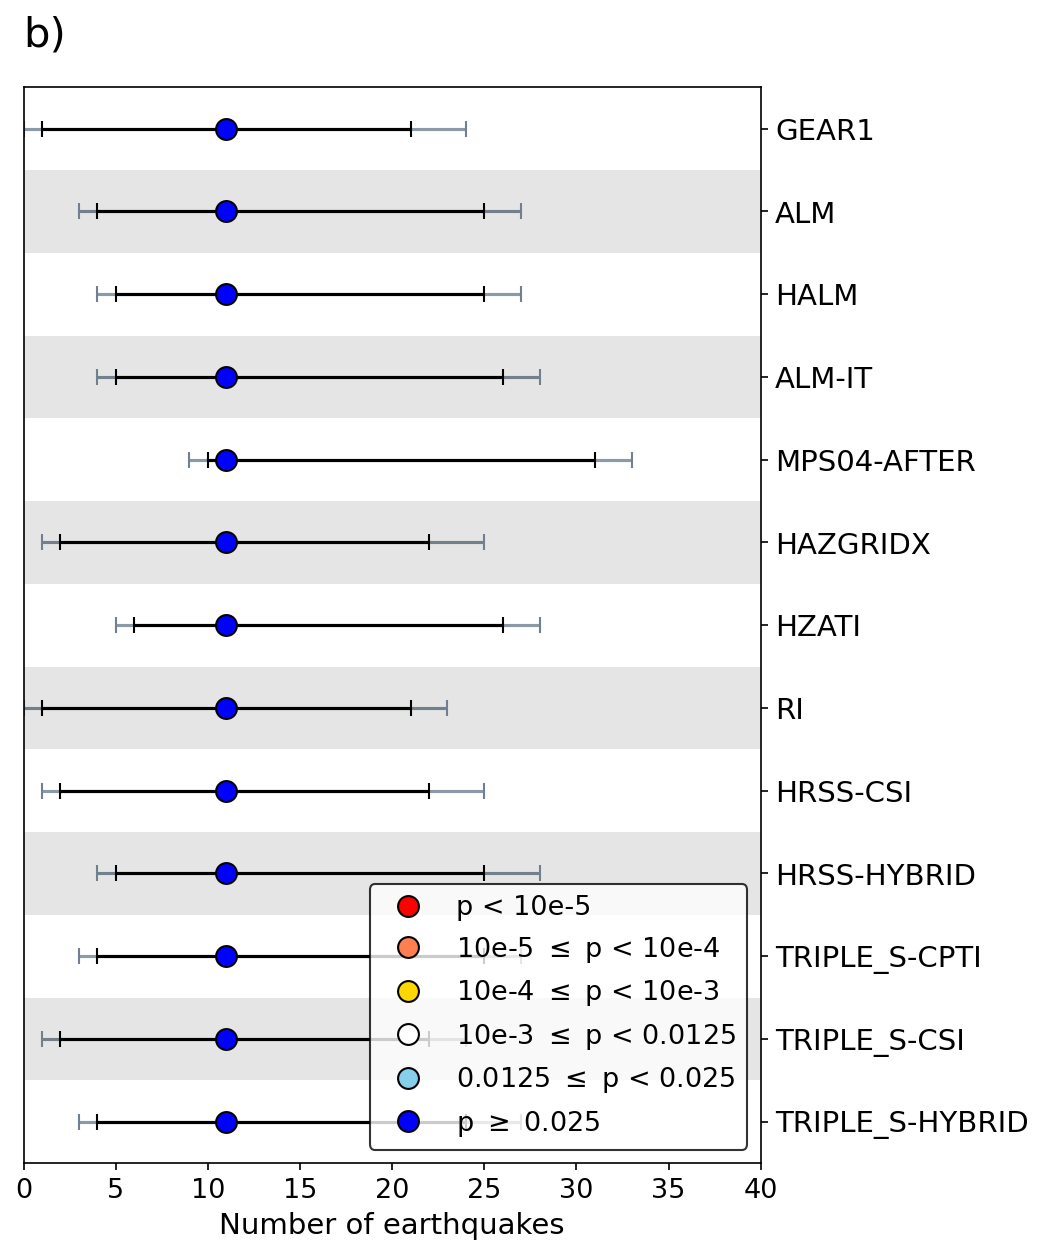 b)
GEAR1
ALM
HALM
ALM-IT
MPS04-AFTER
HAZGRIDX
HZATI
RI
HRSS-CSI
HRSS-HYBRID
TRIPLE_S-CPTI
TRIPLE_S-CSI
TRIPLE_S-HYBRID
p < 10e-5
10e-5 ≤ p < 10e-4
10e-4 ≤ p < 10e-3
10e-3 ≤ p < 0.0125
0.0125 ≤ p < 0.025
p ≥ 0.025
0 5 10 15 20 25 30 35 40
Number of earthquakes